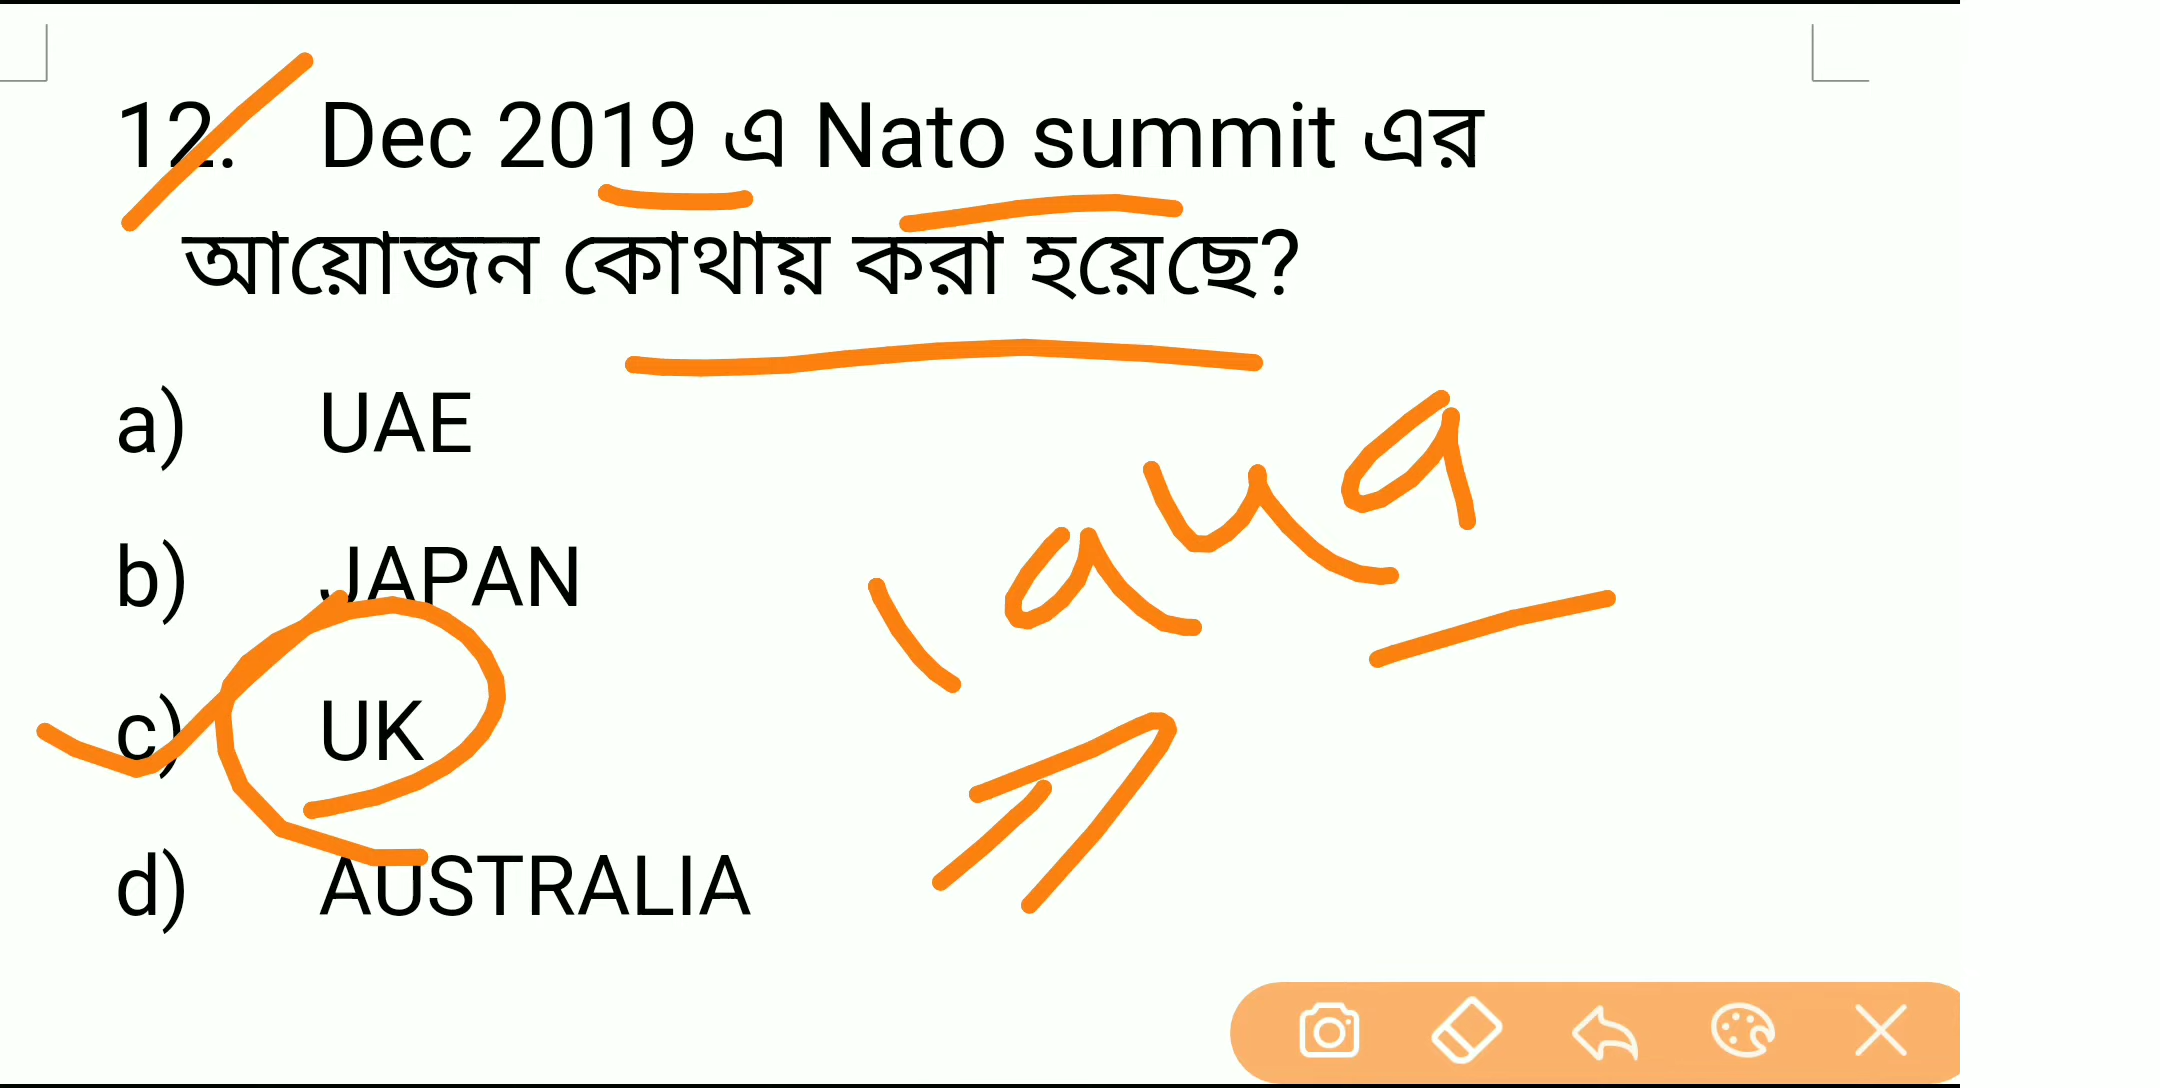 12. Dec 2019 এ Nato summit এর
আয়োজন কোথায় করা হয়েছে?
a) UAE
b) JAPAN
c) UK
d) AUSTRALIA